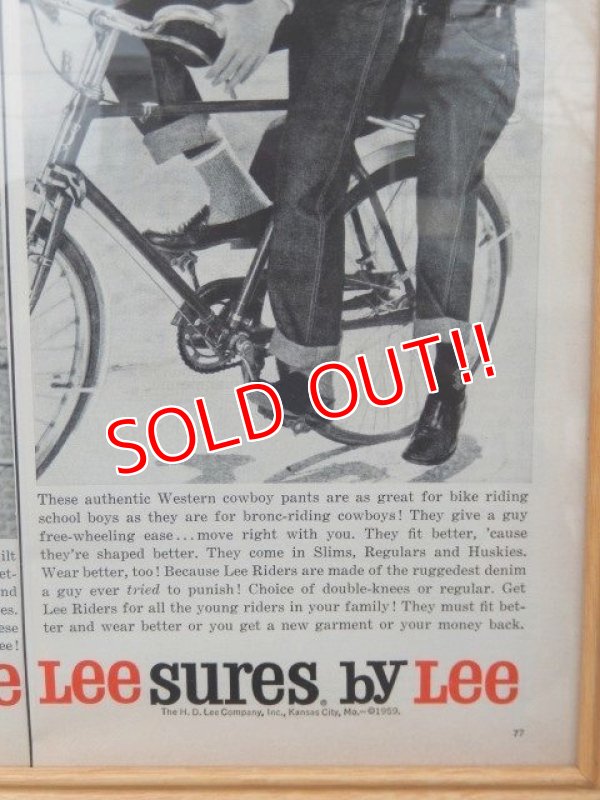 SOLD OUT!!
These authentic Western cowboy pants are as great for bike riding
school boys as they are for bronc-riding cowboys! They give a guy
free-wheeling ease...move right with you. They fit better, 'cause
they're shaped better. They come in Slims, Regulars and Huskies.
Wear better, too! Because Lee Riders are made of the ruggedest denim
a guy ever tried to punish! Choice of double-knees or regular. Get
Lee Riders for all the young riders in your family! They must fit bet-
ter and wear better or you get a new garment or your money back.
Lee sures® by Lee
The H. D. Lee Company, Inc., Kansas City, Mo.—©1959.
77